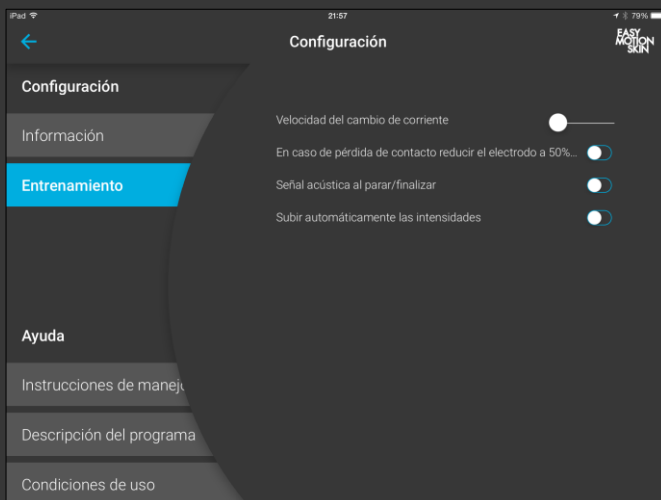 iPad
21:57
79%
Configuración
EASY
MOTION
SKIN
Configuración
Información
Entrenamiento
Velocidad del cambio de corriente
En caso de pérdida de contacto reducir el electrodo a 50%...
Señal acústica al parar/finalizar
Subir automáticamente las intensidades
Ayuda
Instrucciones de manejo
Descripción del programa
Condiciones de uso